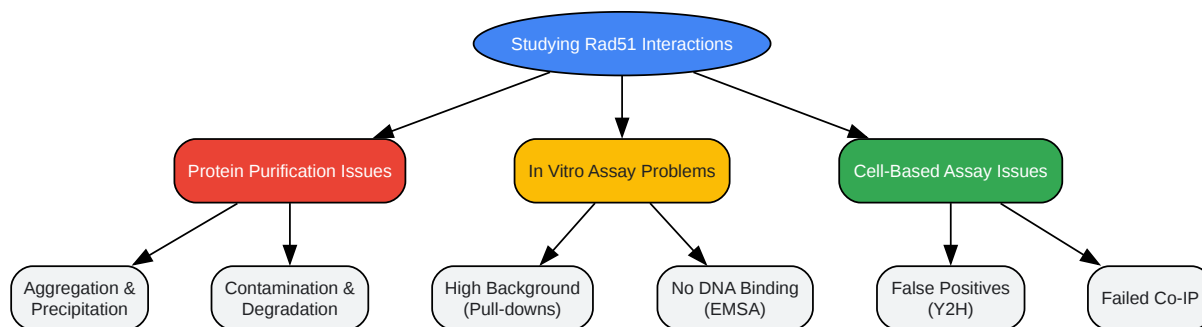 Studying Rad51 Interactions
Protein Purification Issues
In Vitro Assay Problems
Cell-Based Assay Issues
Aggregation &
Precipitation
Contamination &
Degradation
High Background
(Pull-downs)
No DNA Binding
(EMSA)
False Positives
(Y2H)
Failed Co-IP